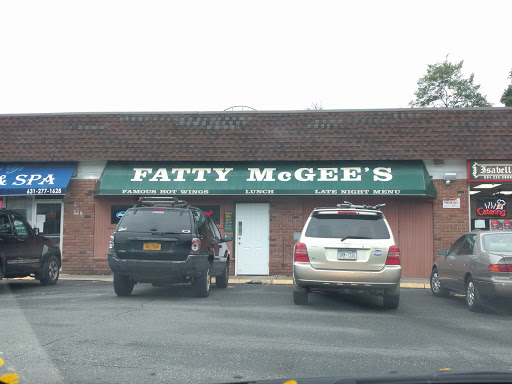 FATTY McGEE'S
FAMOUS HOT WINGS LUNCH LATE NIGHT MENU
& SPA
631-277-1628
Isabell
Catering